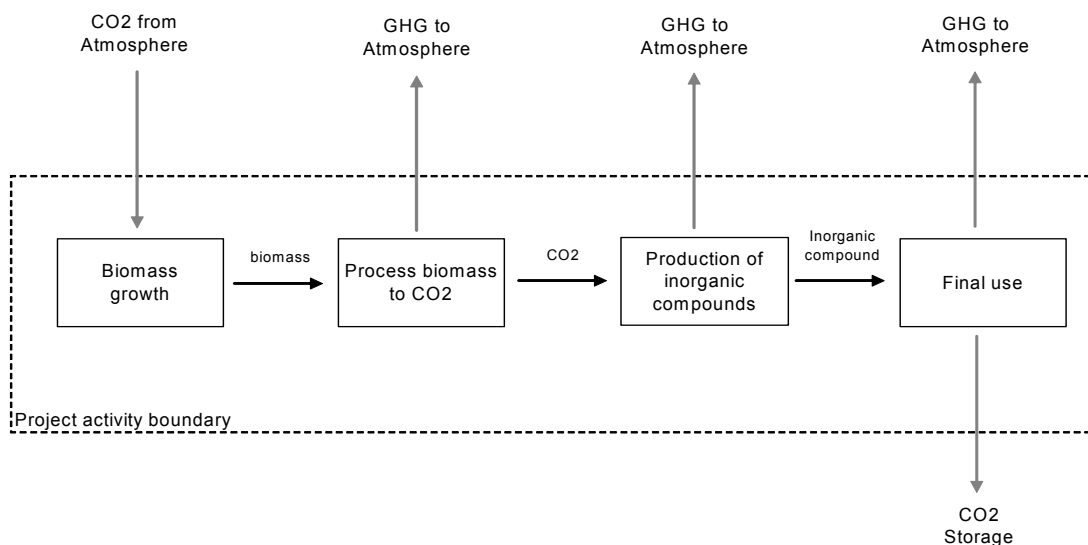 CO2 from
Atmosphere
GHG to
Atmosphere
GHG to
Atmosphere
GHG to
Atmosphere
Biomass
growth
biomass
Process biomass
to CO2
CO2
Production of
inorganic
compounds
Inorganic
compound
Final use
Project activity boundary
CO2
Storage